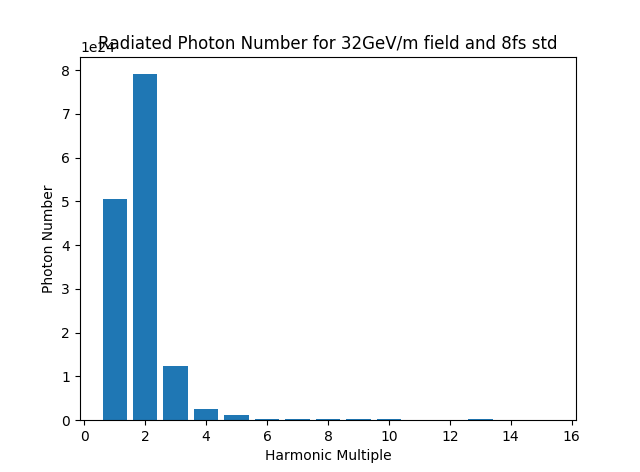 Radiated Photon Number for 32GeV/m field and 8fs std
1e24
8
7
6
5
4
3
2
1
0
Photon Number
0 2 4 6 8 10 12 14 16
Harmonic Multiple